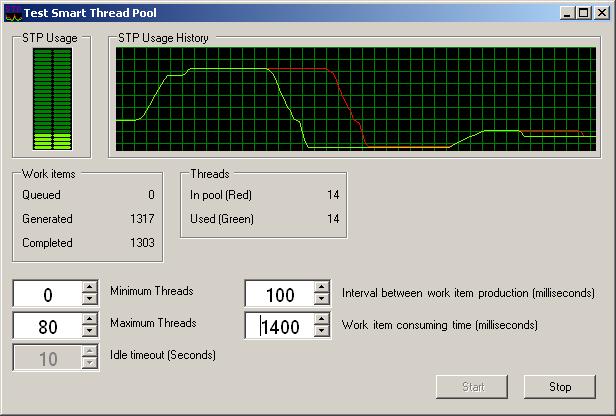 Test Smart Thread Pool
STP Usage
STP Usage History
Work items
Queued 0
Generated 1317
Completed 1303
Threads
In pool (Red) 14
Used (Green) 14
0 Minimum Threads
100 Interval between work item production (milliseconds)
80 Maximum Threads
1400 Work item consuming time (milliseconds)
10 Idle timeout (Seconds)
Start
Stop